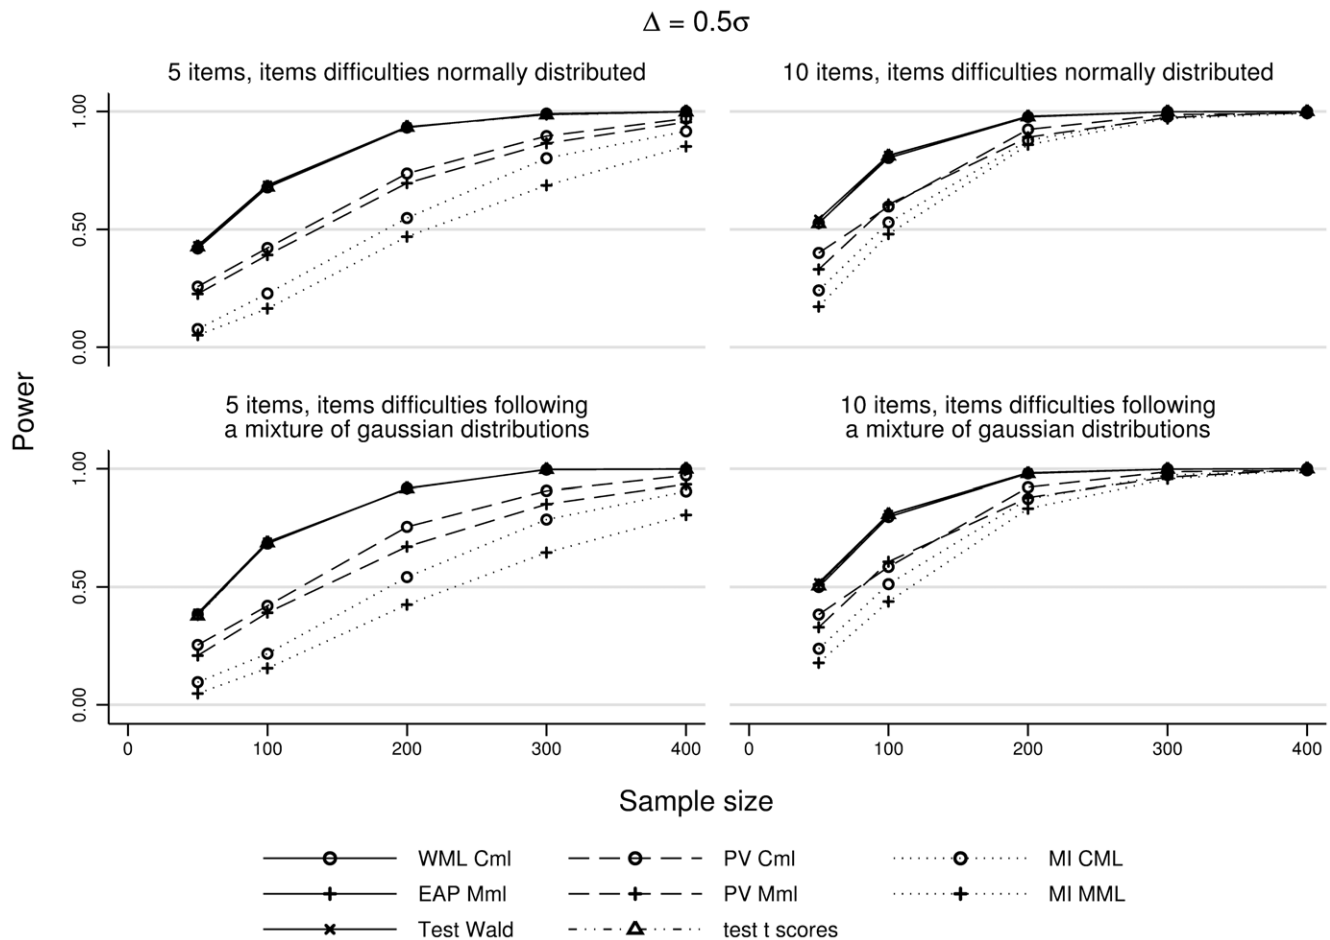 Δ = 0.5σ
5 items, items difficulties normally distributed
10 items, items difficulties normally distributed
1.00
0.50
0.00
Power
5 items, items difficulties following
a mixture of gaussian distributions
10 items, items difficulties following
a mixture of gaussian distributions
1.00
0.50
0.00
0 100 200 300 400
0 100 200 300 400
Sample size
WML Cml PV Cml MI CML
EAP Mml PV Mml MI MML
Test Wald test t scores